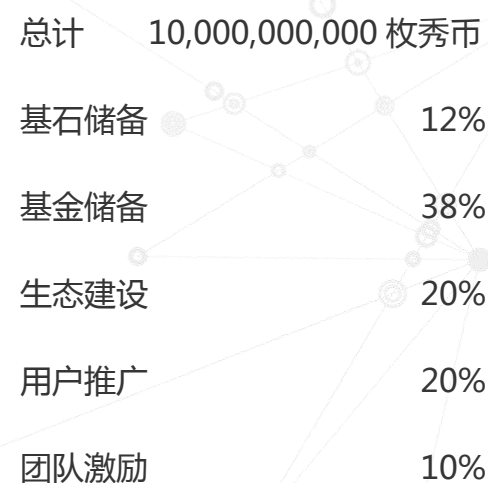 总计 10,000,000,000 枚秀币
基石储备 12%
基金储备 38%
生态建设 20%
用户推广 20%
团队激励 10%